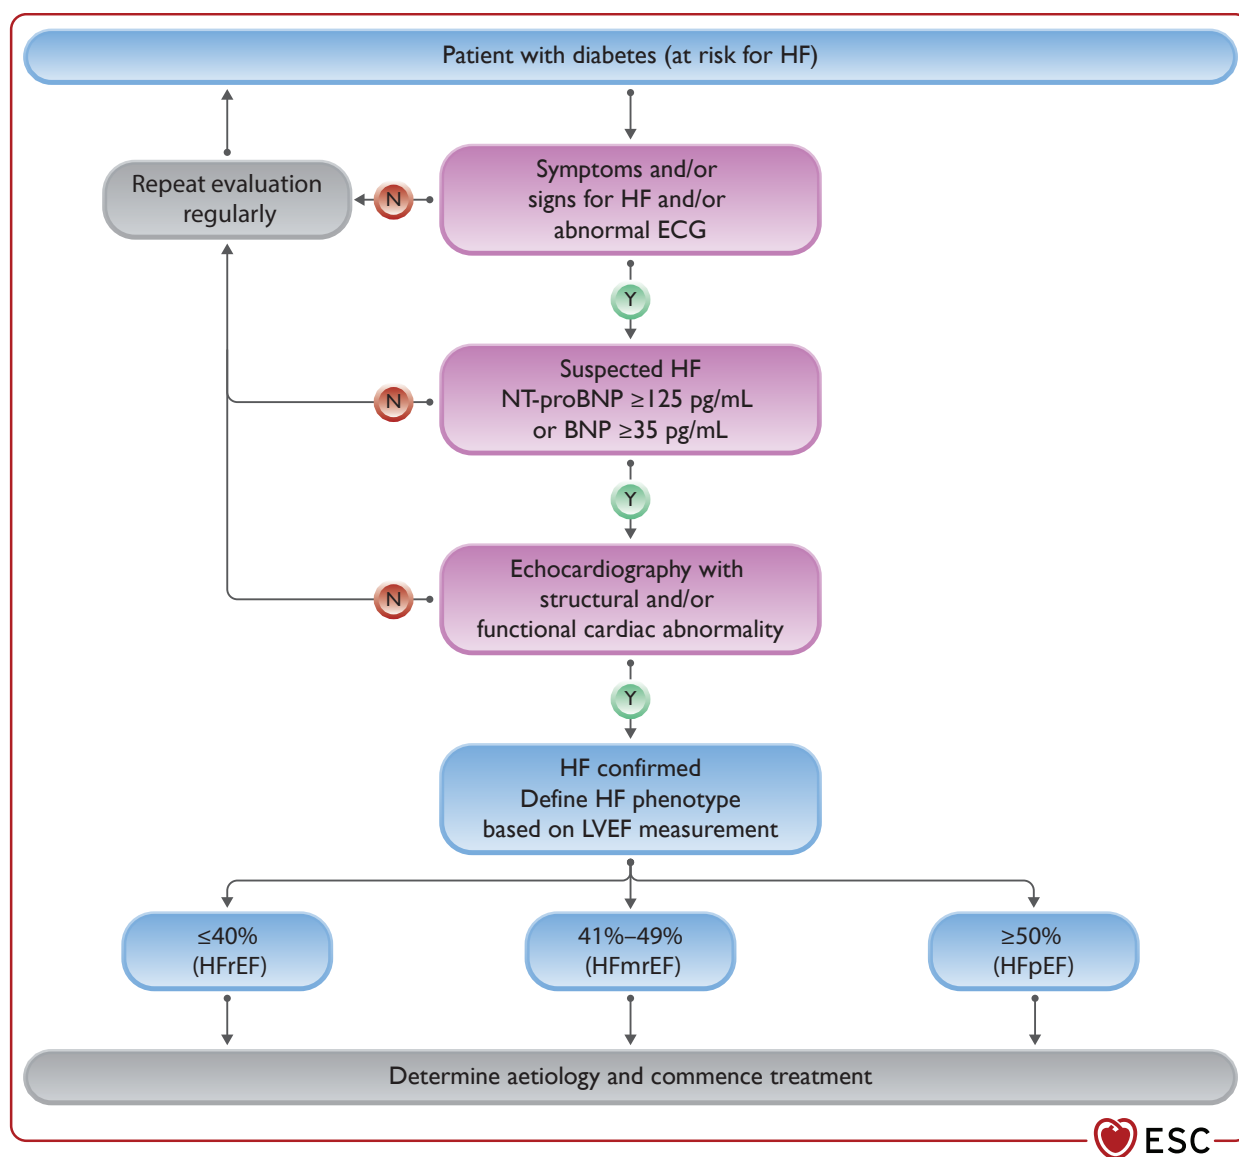 Patient with diabetes (at risk for HF)
Symptoms and/or
signs for HF and/or
abnormal ECG
N
Repeat evaluation
regularly
Y
Suspected HF
NT-proBNP ≥125 pg/mL
or BNP ≥35 pg/mL
N
Y
Echocardiography with
structural and/or
functional cardiac abnormality
N
Y
HF confirmed
Define HF phenotype
based on LVEF measurement
≤40%
(HFrEF)
41%–49%
(HFmrEF)
≥50%
(HFpEF)
Determine aetiology and commence treatment
ESC